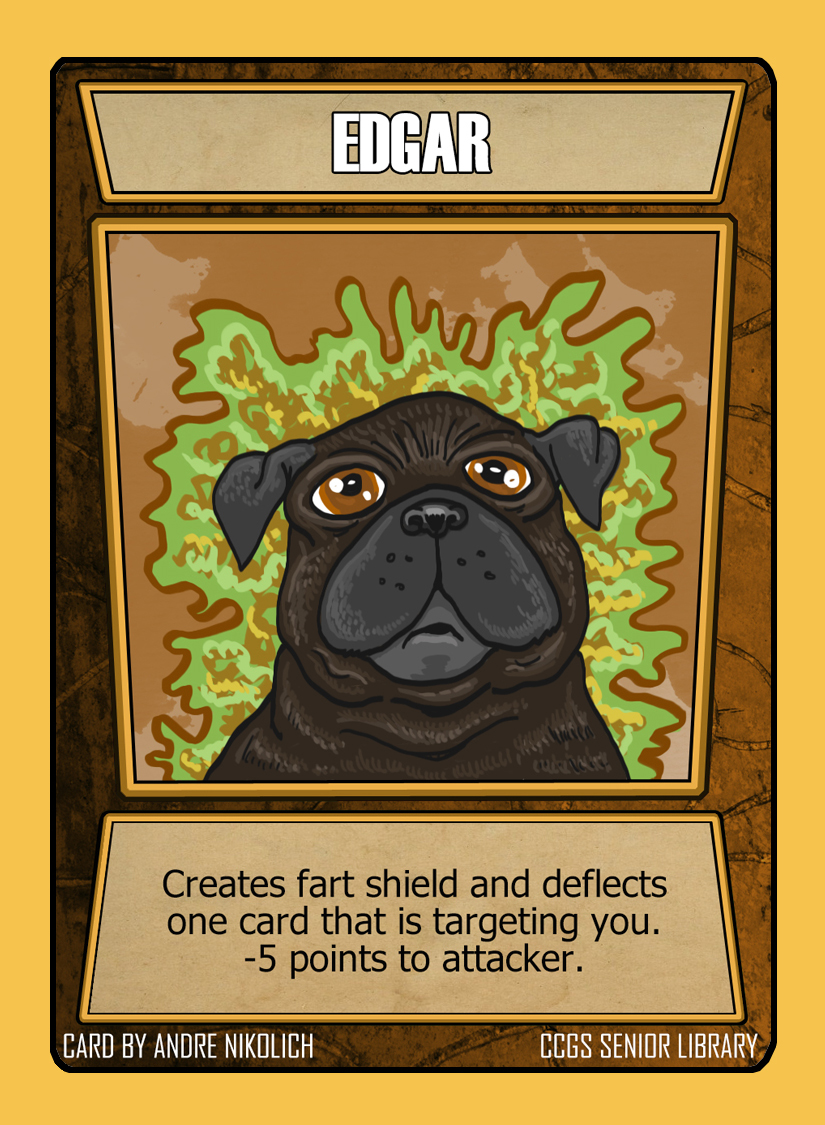 EDGAR
Creates fart shield and deflects
one card that is targeting you.
-5 points to attacker.
CARD BY ANDRE NIKOLICH
CCGS SENIOR LIBRARY